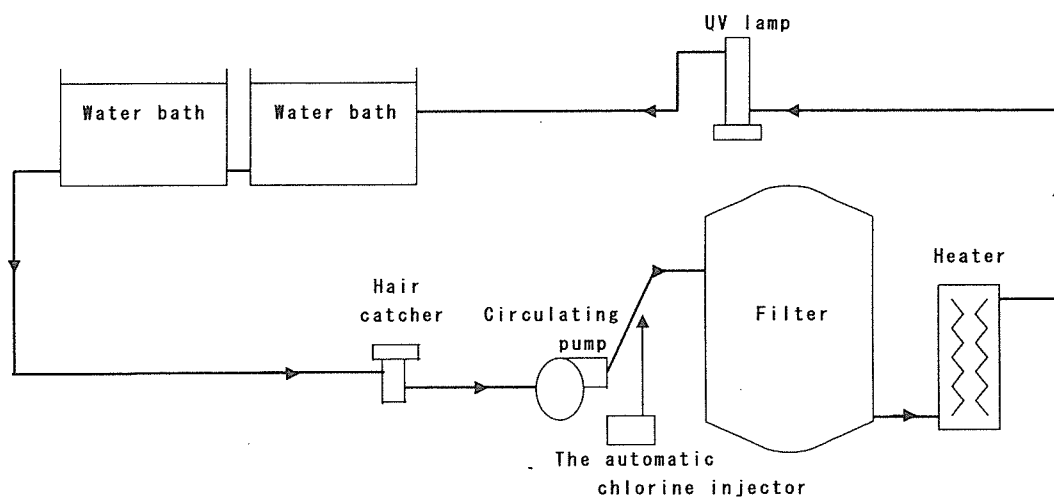 UV lamp
Water bath
Water bath
Hair
catcher
Circulating
pump
Filter
Heater
The automatic
chlorine injector